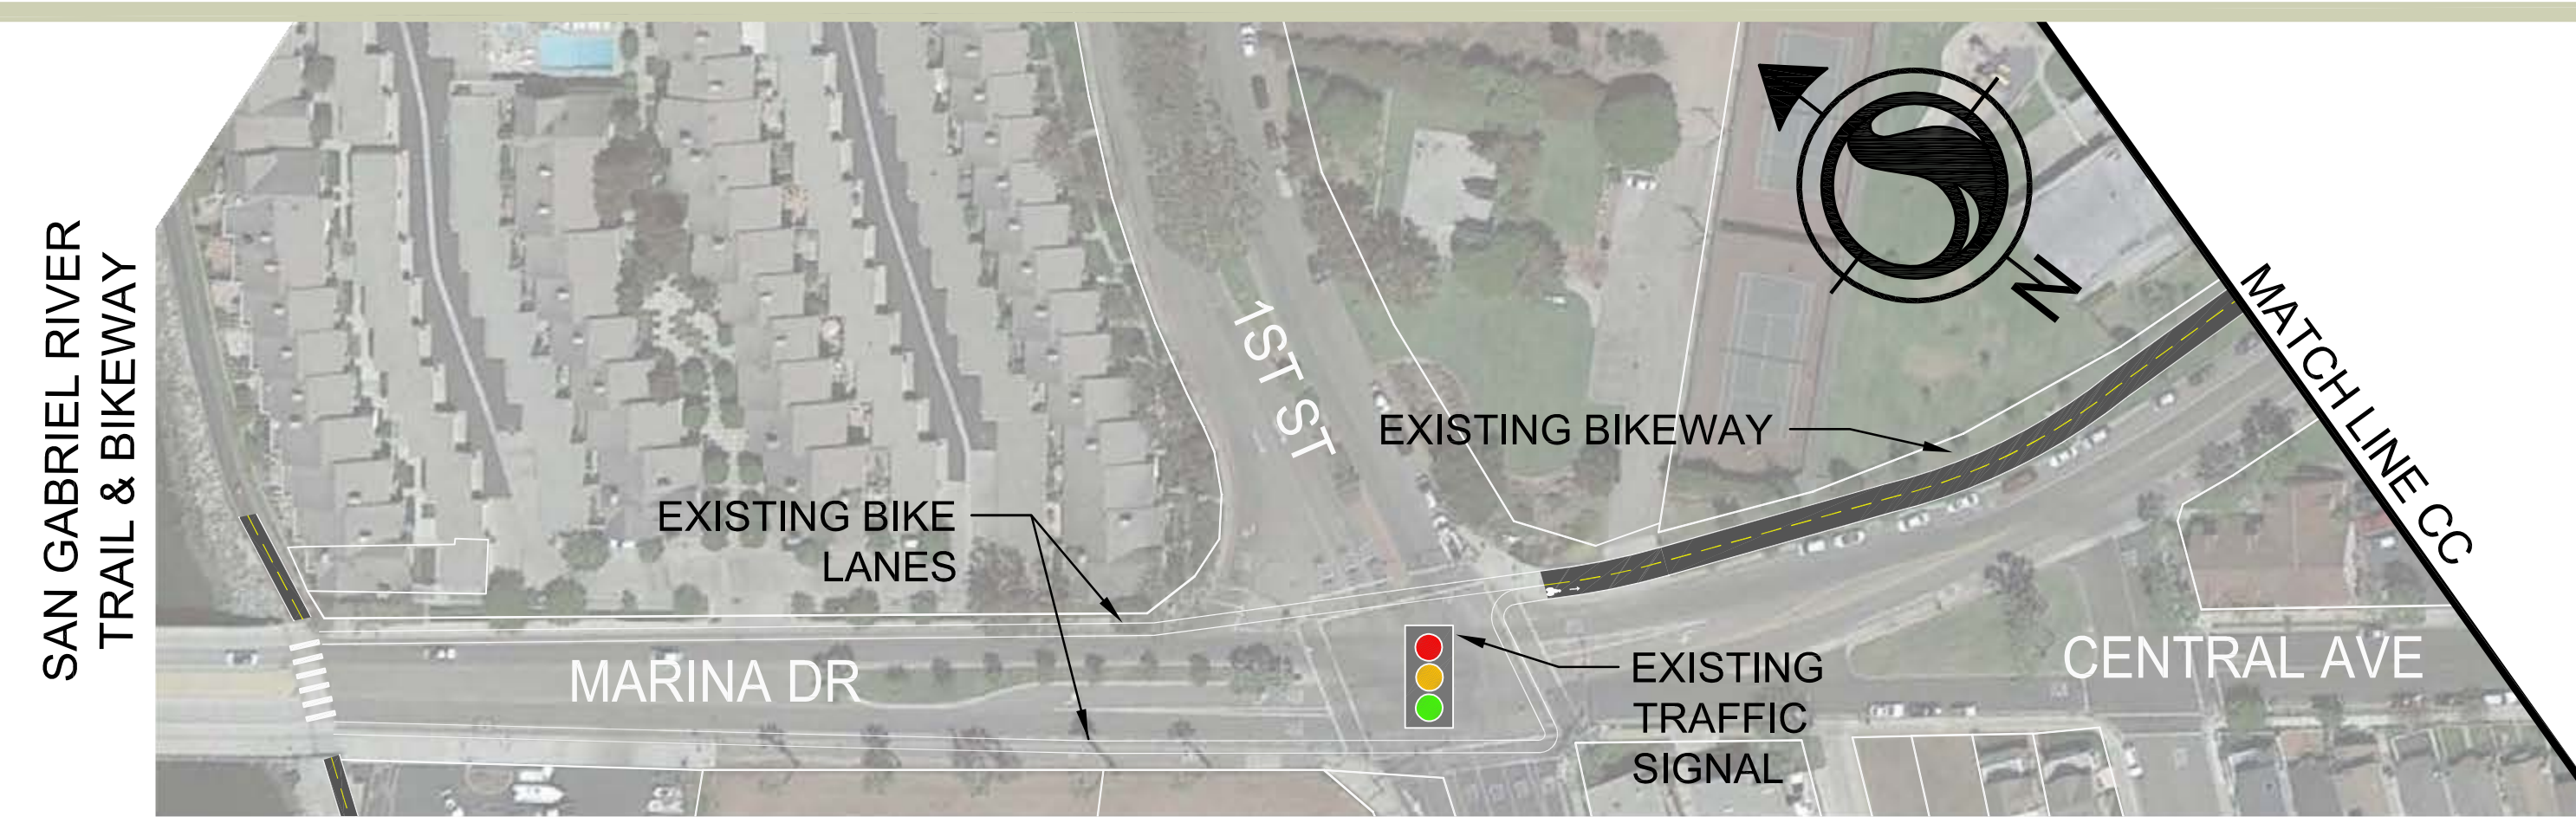 SAN GABRIEL RIVER
TRAIL & BIKEWAY
1ST ST
N
EXISTING BIKEWAY
MATCH LINE CC
EXISTING BIKE
LANES
MARINA DR
EXISTING
TRAFFIC
SIGNAL
CENTRAL AVE